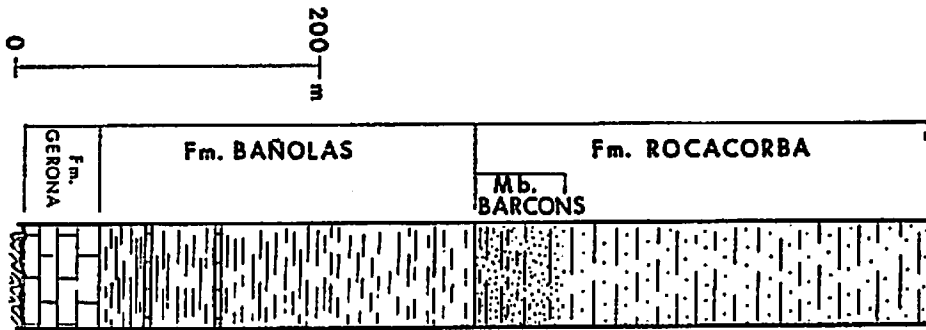 0
200
m
Fm.
GERONA
Fm. BAÑOLAS
Fm. ROCACORBA
Mb.
BARCONS